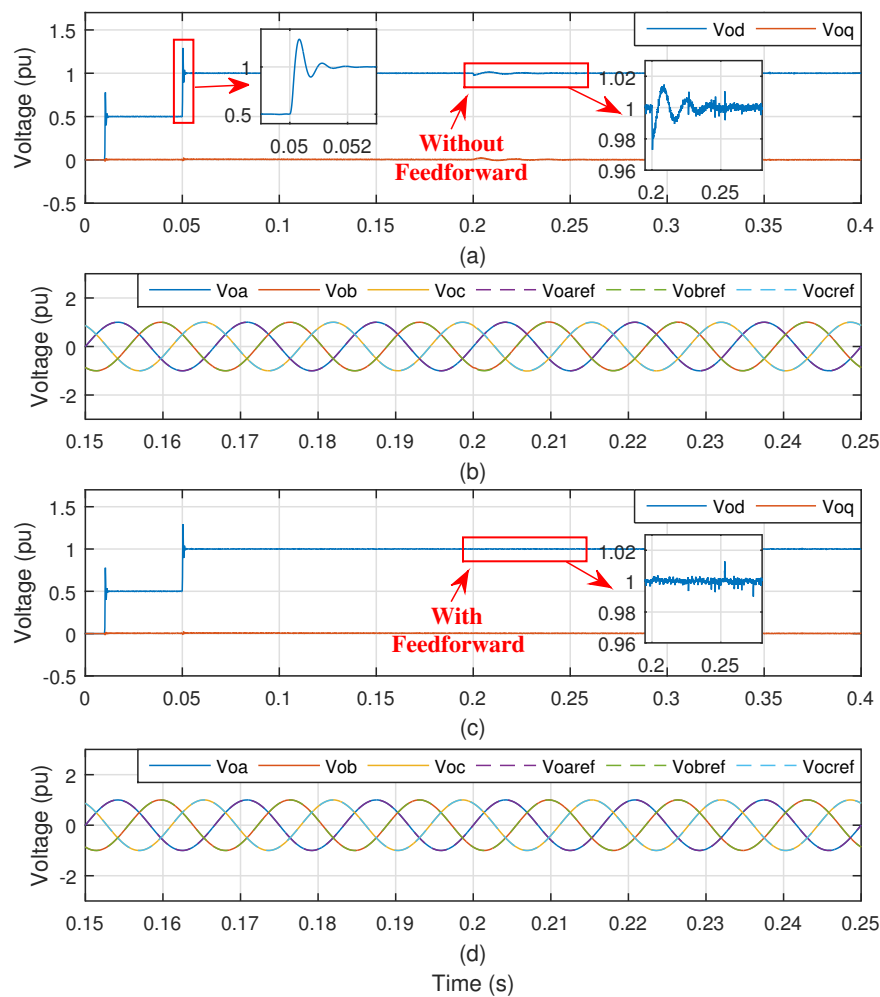 Voltage (pu)
1.5
1
0.5
0
-0.5
Vod Voq
1
0.5
0.05 0.052
Without
Feedforward
1.02
1
0.98
0.96
0.2 0.25
0 0.05 0.1 0.15 0.2 0.25 0.3 0.35 0.4
(a)
Voltage (pu)
2
0
-2
Voa Vob Voc Voaref Vobref Vocref
0.15 0.16 0.17 0.18 0.19 0.2 0.21 0.22 0.23 0.24 0.25
(b)
Voltage (pu)
1.5
1
0.5
0
-0.5
Vod Voq
With
Feedforward
1.02
1
0.98
0.96
0.2 0.25
0 0.05 0.1 0.15 0.2 0.25 0.3 0.35 0.4
(c)
Voltage (pu)
2
0
-2
Voa Vob Voc Voaref Vobref Vocref
0.15 0.16 0.17 0.18 0.19 0.2 0.21 0.22 0.23 0.24 0.25
(d)
Time (s)